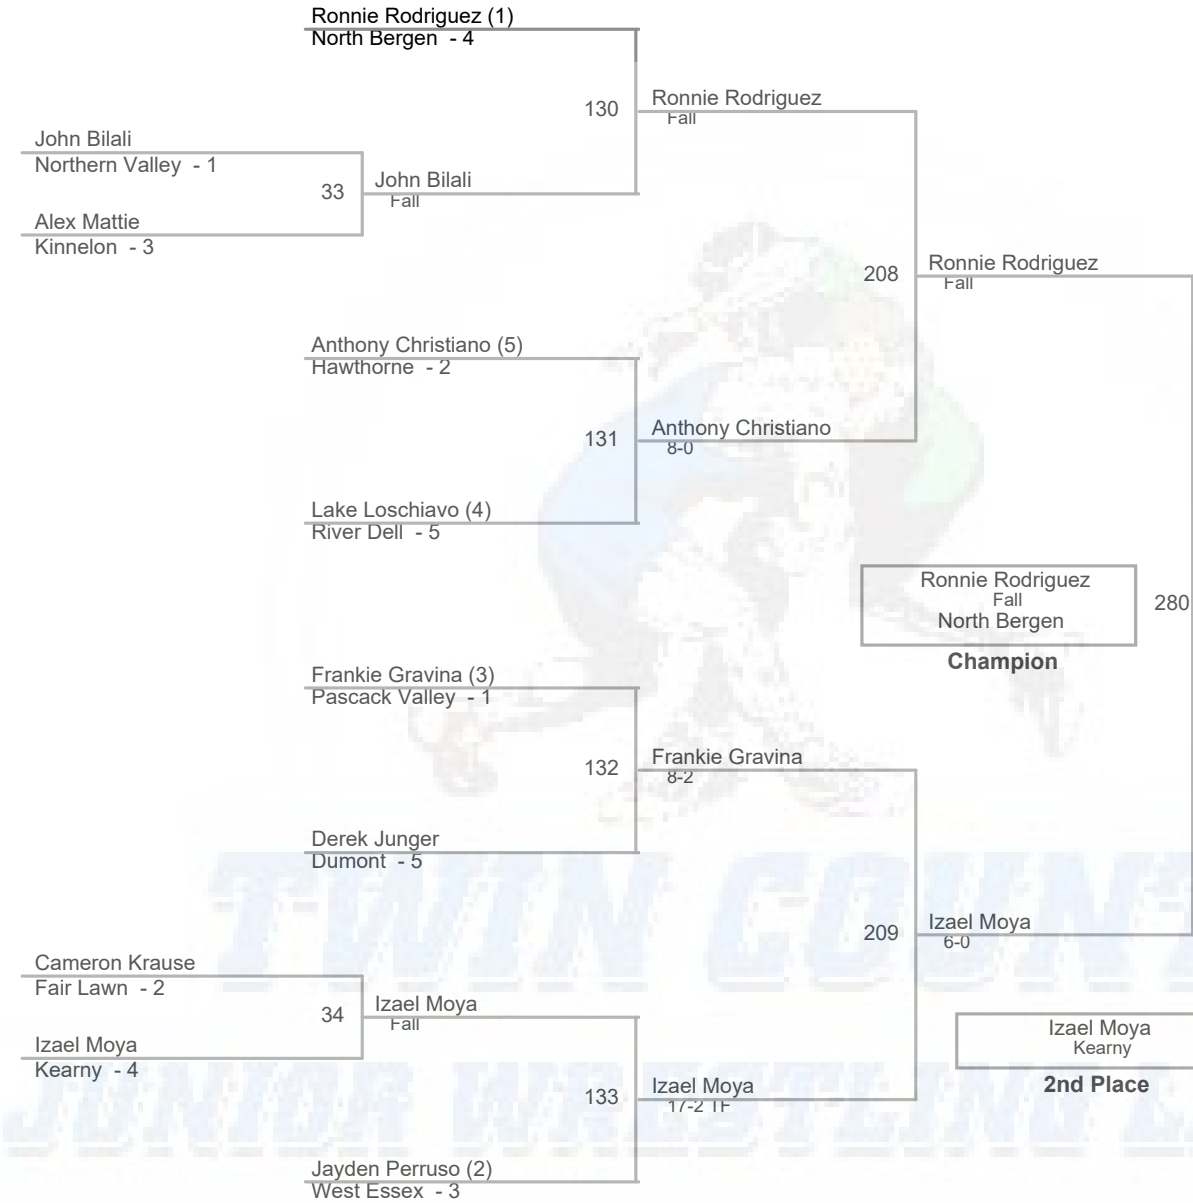 Ronnie Rodriguez (1)
North Bergen - 4
130
Ronnie Rodriguez
Fall
John Bilali
Northern Valley - 1
33
John Bilali
Fall
Alex Mattie
Kinnelon - 3
208
Ronnie Rodriguez
Fall
Anthony Christiano (5)
Hawthorne - 2
131
Anthony Christiano
8-0
Lake Loschiavo (4)
River Dell - 5
Ronnie Rodriguez
Fall
North Bergen
280
Champion
Frankie Gravina (3)
Pascack Valley - 1
132
Frankie Gravina
8-2
Derek Junger
Dumont - 5
209
Izael Moya
6-0
Cameron Krause
Fair Lawn - 2
34
Izael Moya
Fall
Izael Moya
Kearny - 4
Izael Moya
Kearny
2nd Place
133
Izael Moya
17-2 TF
Jayden Perruso (2)
West Essex - 3
TWIN COUNT
JUNIOR WRESTLING